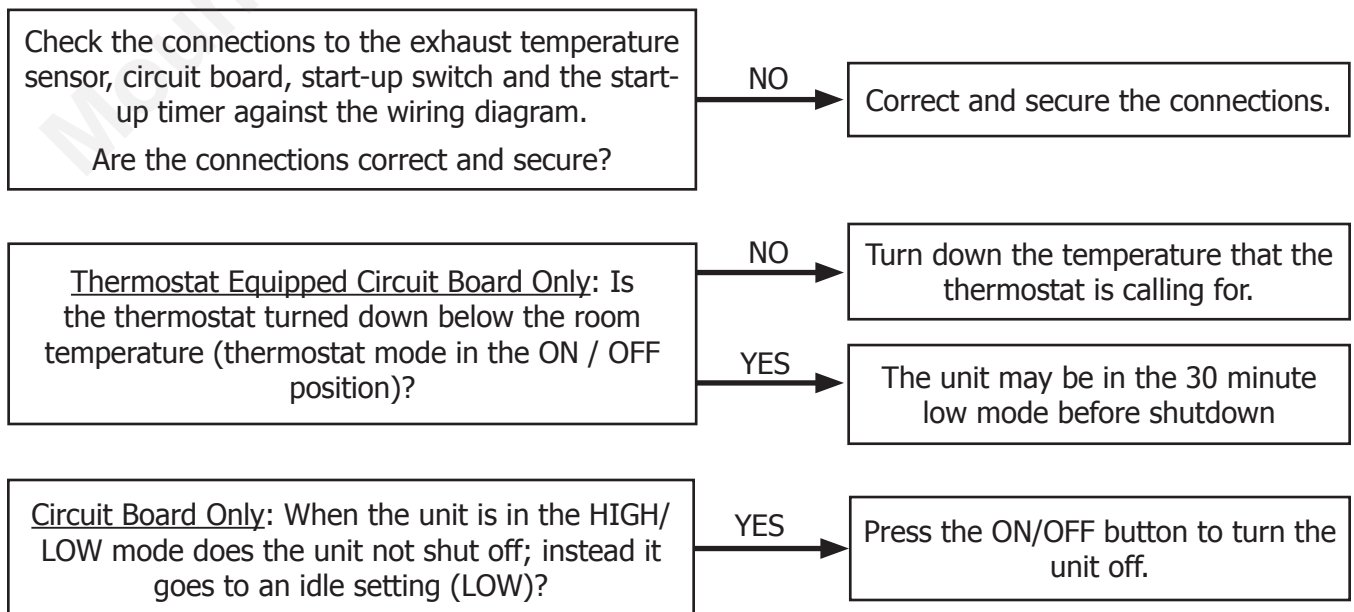 Check the connections to the exhaust temperature
sensor, circuit board, start-up switch and the start-
up timer against the wiring diagram.
Are the connections correct and secure?
NO
Correct and secure the connections.
Thermostat Equipped Circuit Board Only: Is
the thermostat turned down below the room
temperature (thermostat mode in the ON / OFF
position)?
NO
Turn down the temperature that the
thermostat is calling for.
YES
The unit may be in the 30 minute
low mode before shutdown
Circuit Board Only: When the unit is in the HIGH/
LOW mode does the unit not shut off; instead it
goes to an idle setting (LOW)?
YES
Press the ON/OFF button to turn the
unit off.